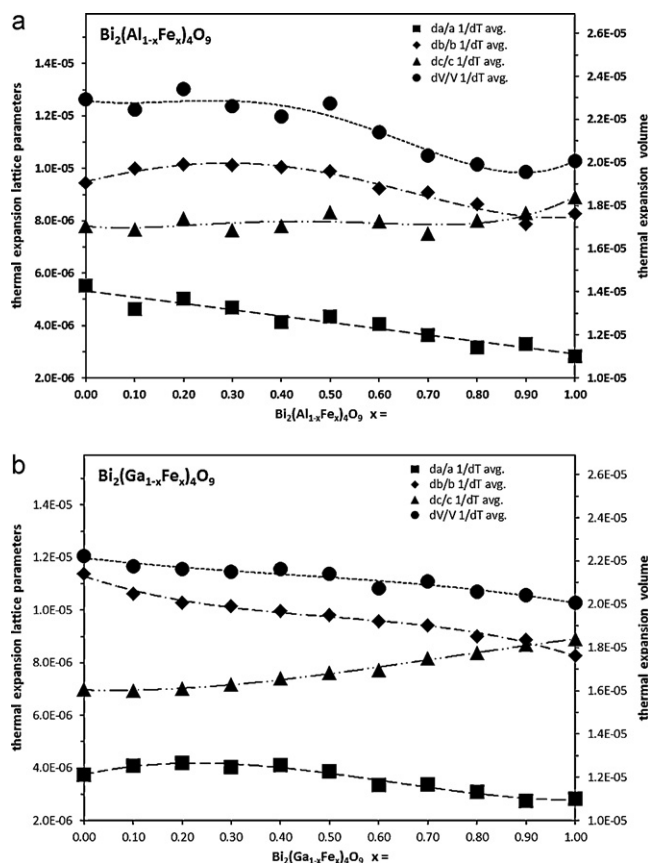 a
Bi₂(Al₁₋ₓFeₓ)₄O₉
da/a 1/dT avg.
db/b 1/dT avg.
dc/c 1/dT avg.
dV/V 1/dT avg.
thermal expansion lattice parameters
1.4E-05
1.2E-05
1.0E-05
8.0E-06
6.0E-06
4.0E-06
2.0E-06
2.6E-05
2.4E-05
2.2E-05
2.0E-05
1.8E-05
1.6E-05
1.4E-05
1.2E-05
1.0E-05
thermal expansion volume
0.00 0.10 0.20 0.30 0.40 0.50 0.60 0.70 0.80 0.90 1.00
Bi₂(Al₁₋ₓFeₓ)₄O₉ x =
b
Bi₂(Ga₁₋ₓFeₓ)₄O₉
da/a 1/dT avg.
db/b 1/dT avg.
dc/c 1/dT avg.
dV/V 1/dT avg.
thermal expansion lattice parameters
1.4E-05
1.2E-05
1.0E-05
8.0E-06
6.0E-06
4.0E-06
2.0E-06
2.6E-05
2.4E-05
2.2E-05
2.0E-05
1.8E-05
1.6E-05
1.4E-05
1.2E-05
1.0E-05
thermal expansion volume
0.00 0.10 0.20 0.30 0.40 0.50 0.60 0.70 0.80 0.90 1.00
Bi₂(Ga₁₋ₓFeₓ)₄O₉ x =